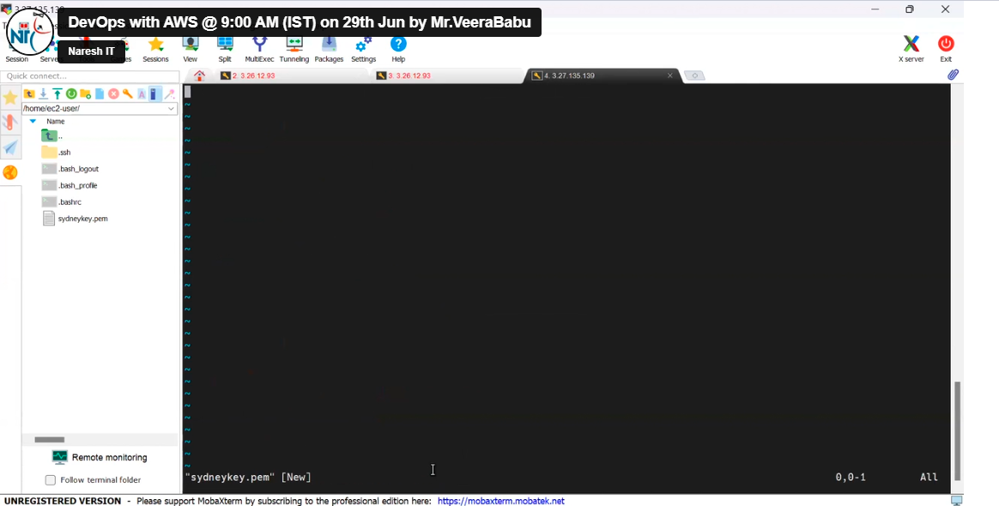 3.27.135.139
DevOps with AWS @ 9:00 AM (IST) on 29th Jun by Mr.VeeraBabu
Naresh IT
Session Servers Games Sessions View Split MultiExec Tunneling Packages Settings Help X server Exit
Quick connect...
2. 3.26.12.93
3. 3.26.12.93
4. 3.27.135.139
/home/ec2-user/
Name
..
.ssh
.bash_logout
.bash_profile
.bashrc
sydneykey.pem
Remote monitoring
Follow terminal folder
"sydneykey.pem" [New] 0,0-1 All
UNREGISTERED VERSION - Please support MobaXterm by subscribing to the professional edition here: https://mobaxterm.mobatek.net